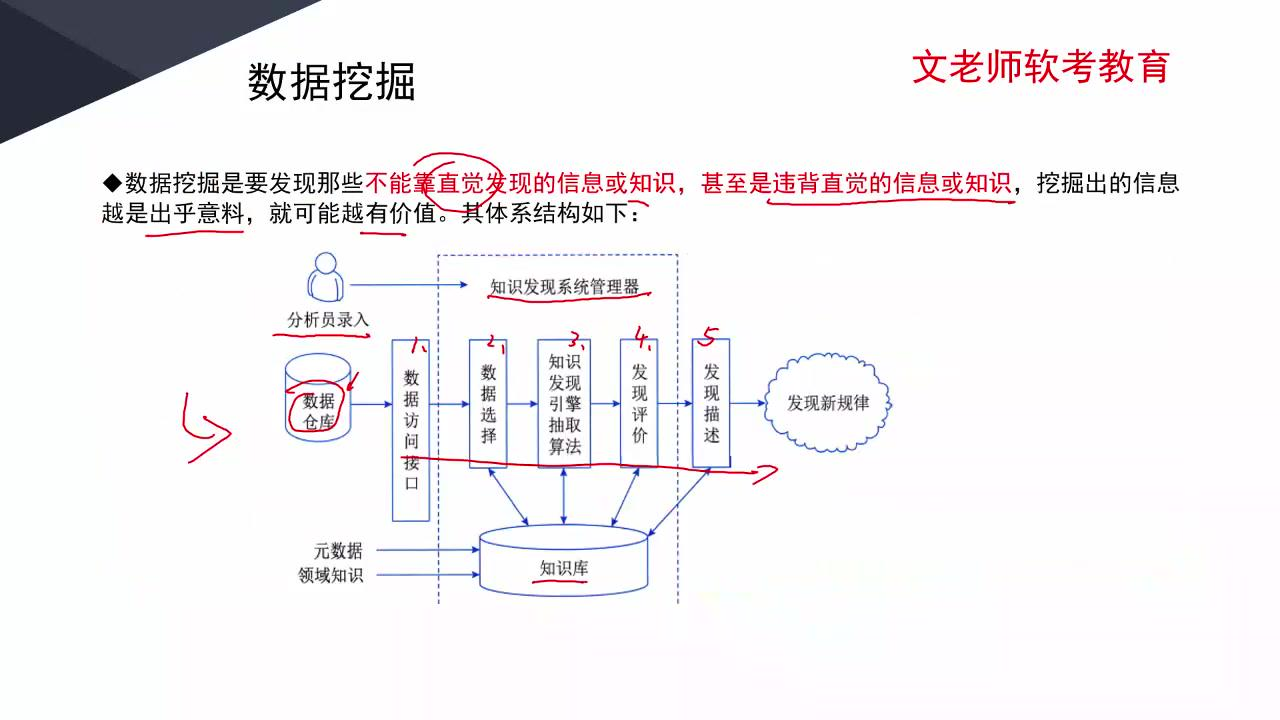 数据挖掘
文老师软考教育
◆数据挖掘是要发现那些不能靠直觉发现的信息或知识，甚至是违背直觉的信息或知识，挖掘出的信息
越是出乎意料，就可能越有价值。其体系结构如下：
知识发现系统管理器
分析员录入
1、
2、
3、
4、
5
数据仓库
数据访问接口
数据选择
知识发现引擎抽取算法
发现评价
发现描述
发现新规律
元数据
领域知识
知识库